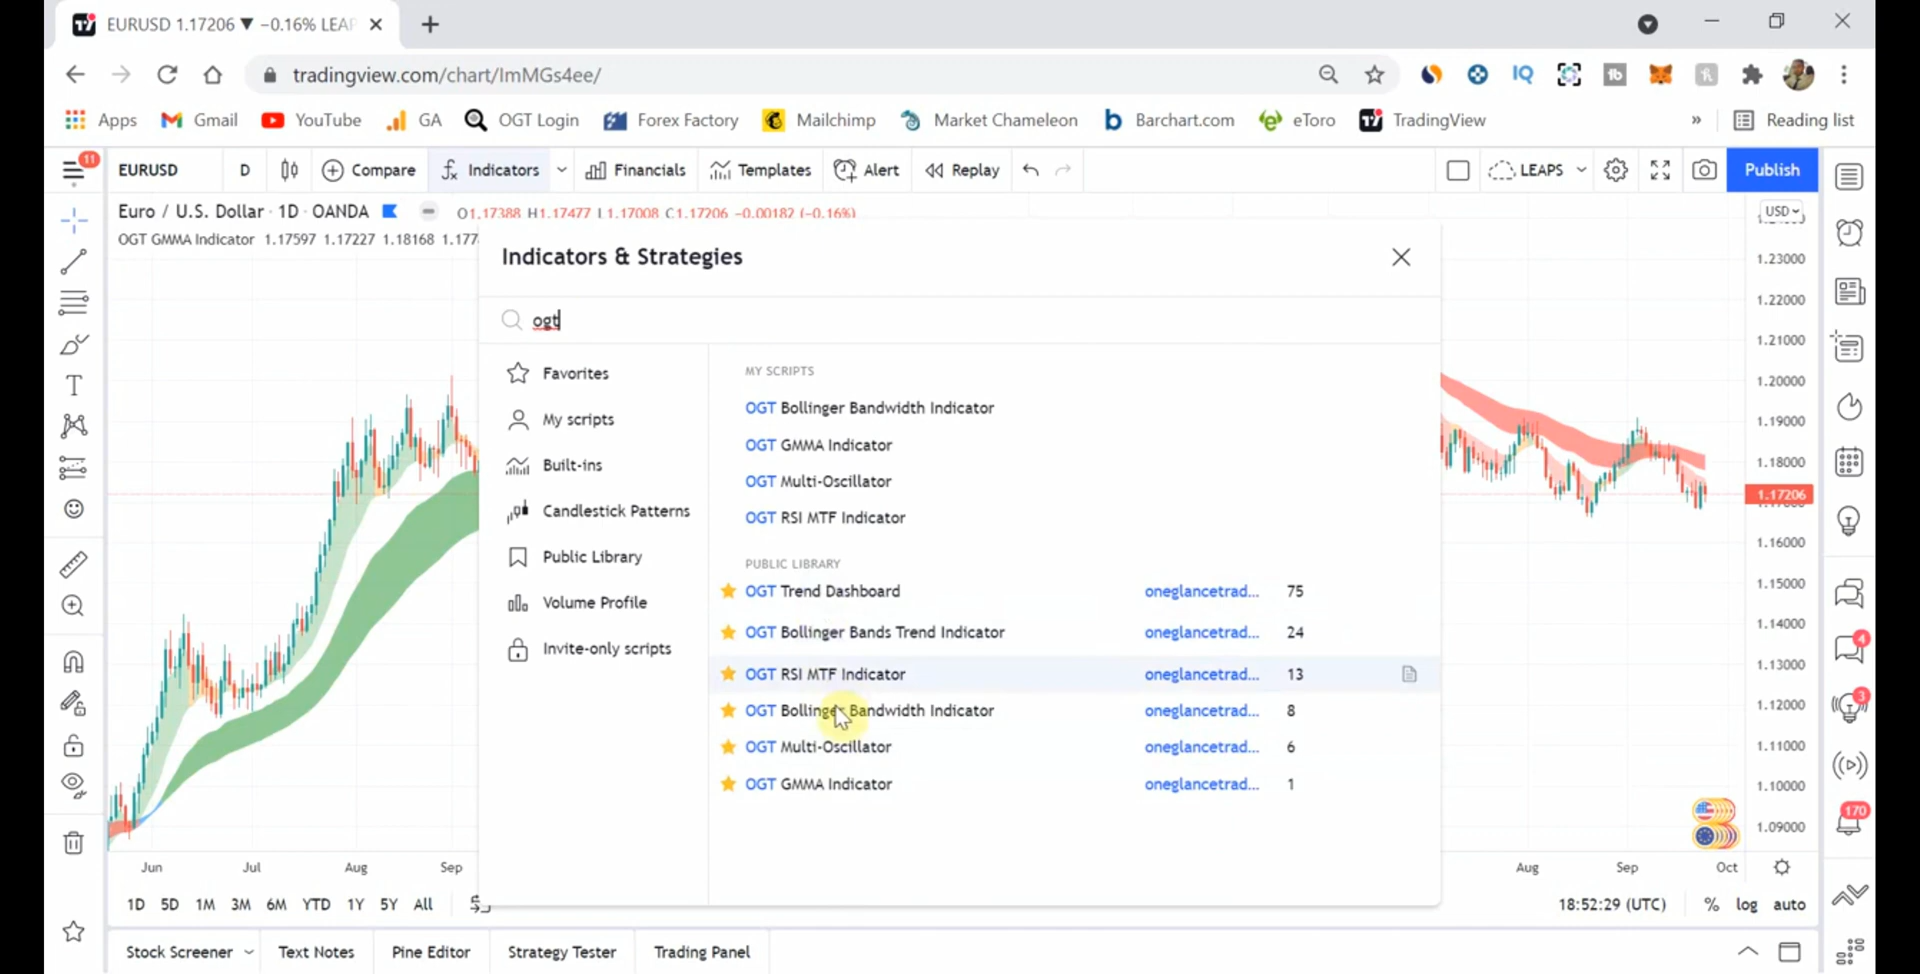 EURUSD 1.17206 ▼ −0.16% LEAP
tradingview.com/chart/ImMGs4ee/
IQ
Apps
Gmail
YouTube
GA
OGT Login
Forex Factory
Mailchimp
Market Chameleon
Barchart.com
eToro
TradingView
»
Reading list
11
EURUSD
D
Compare
Indicators
Financials
Templates
Alert
Replay
LEAPS
Publish
Euro / U.S. Dollar · 1D · OANDA
O1.17388 H1.17477 L1.17008 C1.17206 −0.00182 (−0.16%)
OGT GMMA Indicator 1.17597 1.17227 1.18168 1.177
USD
Indicators & Strategies
ogt
Favorites
My scripts
Built-ins
Candlestick Patterns
Public Library
Volume Profile
Invite-only scripts
MY SCRIPTS
OGT Bollinger Bandwidth Indicator
OGT GMMA Indicator
OGT Multi-Oscillator
OGT RSI MTF Indicator
PUBLIC LIBRARY
OGT Trend Dashboard oneglancetrad... 75
OGT Bollinger Bands Trend Indicator oneglancetrad... 24
OGT RSI MTF Indicator oneglancetrad... 13
OGT Bollinger Bandwidth Indicator oneglancetrad... 8
OGT Multi-Oscillator oneglancetrad... 6
OGT GMMA Indicator oneglancetrad... 1
1.23000
1.22000
1.21000
1.20000
1.19000
1.18000
1.17206
1.16000
1.15000
1.14000
1.13000
1.12000
1.11000
1.10000
1.09000
4
3
170
Jun
Jul
Aug
Sep
Aug
Sep
Oct
1D 5D 1M 3M 6M YTD 1Y 5Y All
18:52:29 (UTC) % log auto
Stock Screener
Text Notes
Pine Editor
Strategy Tester
Trading Panel